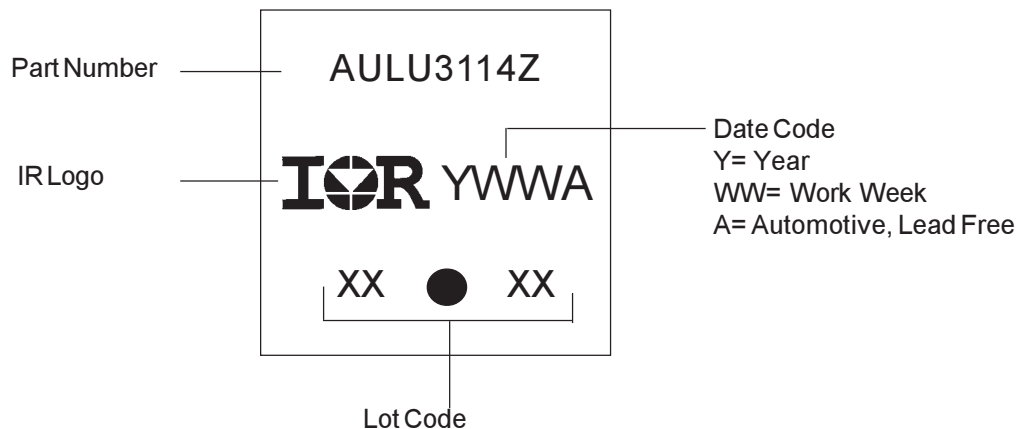 Part Number
AULU3114Z
IR Logo
IOR YWWA
Date Code
Y= Year
WW= Work Week
A= Automotive, Lead Free
XX XX
Lot Code